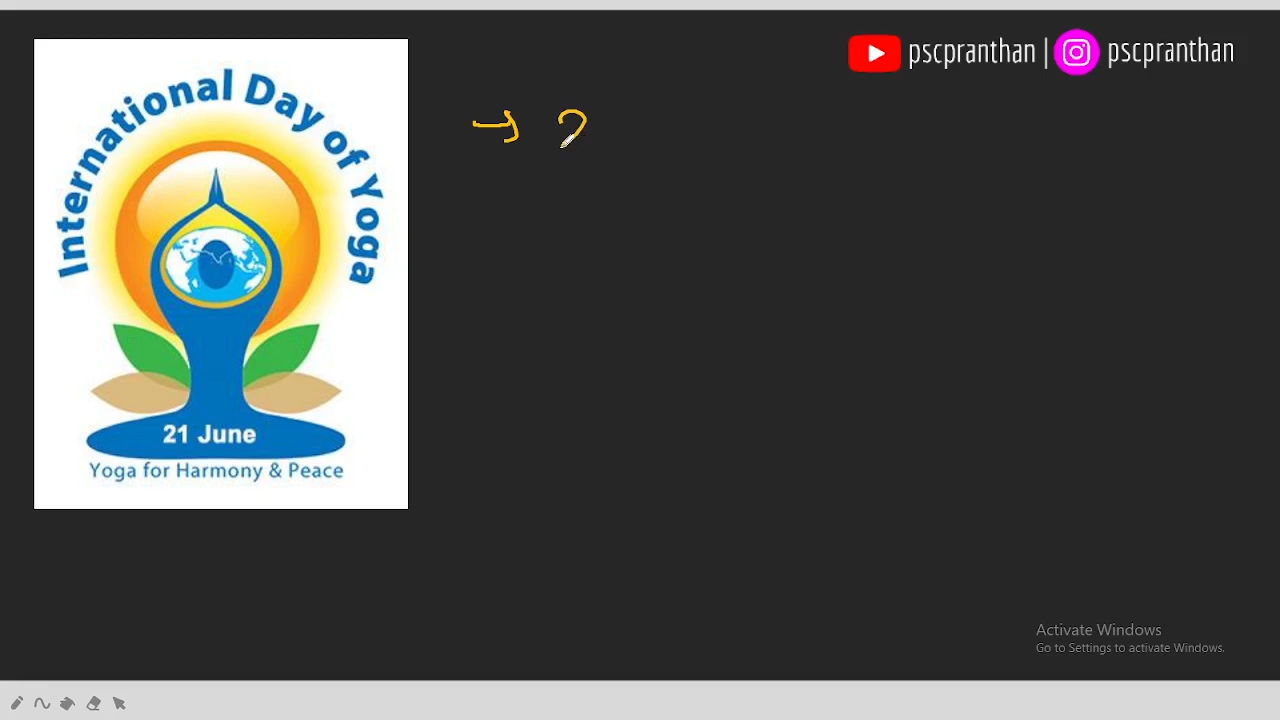 International Day of Yoga
21 June
Yoga for Harmony & Peace
pscpranthan | pscpranthan
→ 2
Activate Windows
Go to Settings to activate Windows.